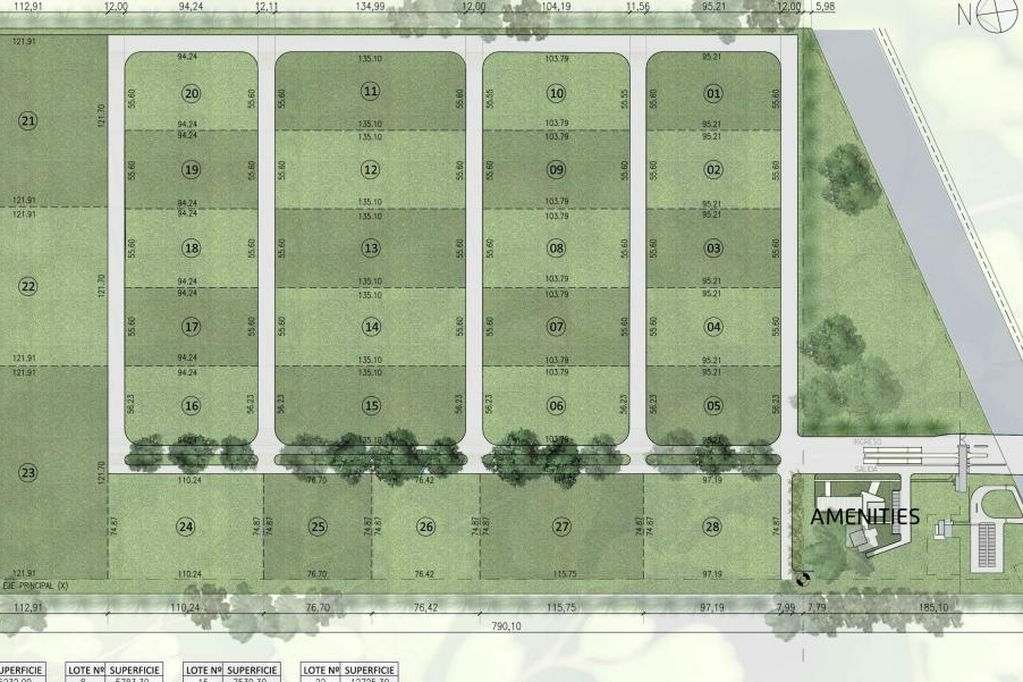 112,91 12,00 94,24 12,11 134,99 12,00 104,19 11,56 95,21 12,00 5,98
N
121.91
94.24 135.10 103.79 95.21
20 11 10 01
21
55.60 55.60 55.60 55.60 55.55 55.55 55.60 55.60
121.70
94.24 135.10 103.79 95.21
94.24 135.10 103.79 95.21
19 12 09 02
55.60 55.60 55.60 55.60 55.60 55.60 55.60 55.60
121.91 94.24 135.10 103.79 95.21
121.91 94.24 135.10 103.79 95.21
18 13 08 03
55.60 55.60 55.60 55.60 55.60 55.60 55.60 55.60
22
121.70
94.24 135.10 103.79 95.21
94.24 135.10 103.79 95.21
17 14 07 04
55.60 55.60 55.60 55.60 55.60 55.60 55.60 55.60
121.91 94.24 135.10 103.79 95.21
121.91 94.24 135.10 103.79 95.21
16 15 06 05
56.23 56.23 56.23 56.23 56.23 56.23 56.23 56.23
94.24 135.10 103.79 95.21
INGRESO
23
121.70
SALIDA
110.24 76.70 76.42 115.75 97.19
AMENITIES
24 25 26 27 28
74.87 74.87 74.87 74.87 74.87 74.87 74.87 74.87 74.87
121.91 110.24 76.70 76.42 115.75 97.19
EJE PRINCIPAL (X)
112,91 110,24 76,70 76,42 115,75 97,19 7,99 7,79 185,10
790,10
UPERFICIE LOTE Nº SUPERFICIE LOTE Nº SUPERFICIE LOTE Nº SUPERFICIE